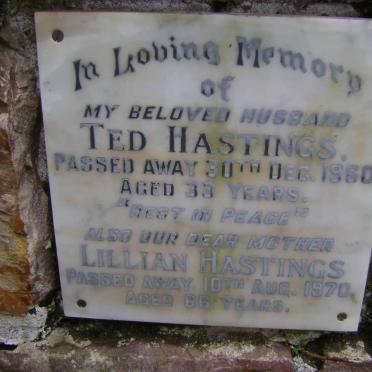 In Loving Memory
of
MY BELOVED HUSBAND
TED HASTINGS.
PASSED AWAY 30TH DEC. 1960
AGED 33 YEARS.
"REST IN PEACE"
ALSO OUR DEAR MOTHER
LILLIAN HASTINGS
PASSED AWAY 10TH AUG. 1970.
AGED 66 YEARS.